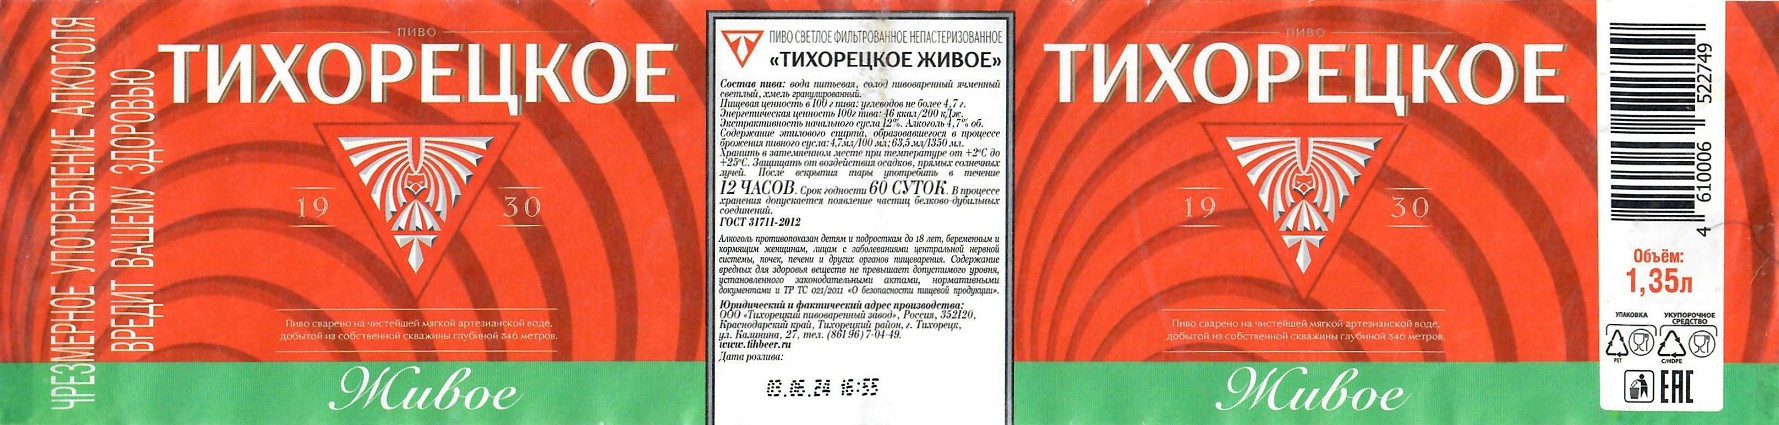 ЧРЕЗМЕРНОЕ УПОТРЕБЛЕНИЕ АЛКОГОЛЯ
ВРЕДИТ ВАШЕМУ ЗДОРОВЬЮ
ПИВО
ТИХОРЕЦКОЕ
19 30
Пиво сварено на чистейшей мягкой артезианской воде,
добытой из собственной скважины глубиной 346 метров.
Живое
ПИВО СВЕТЛОЕ ФИЛЬТРОВАННОЕ НЕПАСТЕРИЗОВАННОЕ
«ТИХОРЕЦКОЕ ЖИВОЕ»
Состав пива: вода питьевая, солод пивоваренный ячменный
светлый, хмель гранулированный.
Пищевая ценность в 100 г пива: углеводов не более 4,7 г.
Энергетическая ценность 100г пива: 46 ккал/200 кДж.
Экстрактивность начального сусла 12%. Алкоголь 4,7% об.
Содержание этилового спирта, образовавшегося в процессе
брожения пивного сусла: 4,7мл/100 мл; 63,5 мл/1350 мл.
Хранить в затемненном месте при температуре от +2°С до
+25°С. Защищать от воздействия осадков, прямых солнечных
лучей. После вскрытия тары употребить в течение
12 ЧАСОВ. Срок годности 60 СУТОК. В процессе
хранения допускается появление частиц белково-дубильных
соединений.
ГОСТ 31711-2012
Алкоголь противопоказан детям и подросткам до 18 лет, беременным и
кормящим женщинам, лицам с заболеваниями центральной нервной
системы, почек, печени и других органов пищеварения. Содержание
вредных для здоровья веществ не превышает допустимого уровня,
установленного законодательными актами, нормативными
документами и ТР ТС 021/2011 «О безопасности пищевой продукции».
Юридический и фактический адрес производства:
ООО «Тихорецкий пивоваренный завод», Россия, 352120,
Краснодарский край, Тихорецкий район, г. Тихорецк,
ул. Калинина, 27, тел. (861 96) 7-04-49.
www.tihbeer.ru
Дата розлива:
03.06.24 16:55
ПИВО
ТИХОРЕЦКОЕ
19 30
Пиво сварено на чистейшей мягкой артезианской воде,
добытой из собственной скважины глубиной 346 метров.
Живое
4 610006 522749
Объём:
1,35л
УПАКОВКА
УКУПОРОЧНОЕ
СРЕДСТВО
PET
C/HDPE
EAC